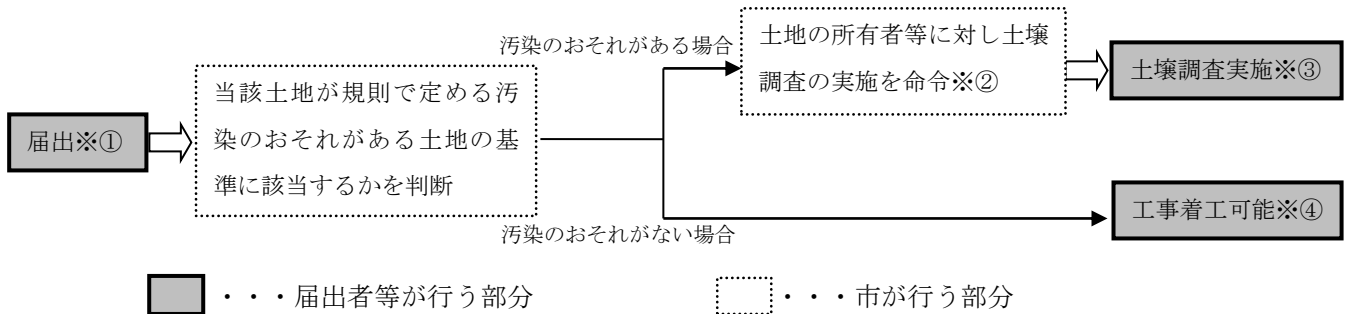 届出※①
当該土地が規則で定める汚
染のおそれがある土地の基
準に該当するかを判断
汚染のおそれがある場合
土地の所有者等に対し土壌
調査の実施を命令※②
土壌調査実施※③
汚染のおそれがない場合
工事着工可能※④
・・・届出者等が行う部分
・・・市が行う部分